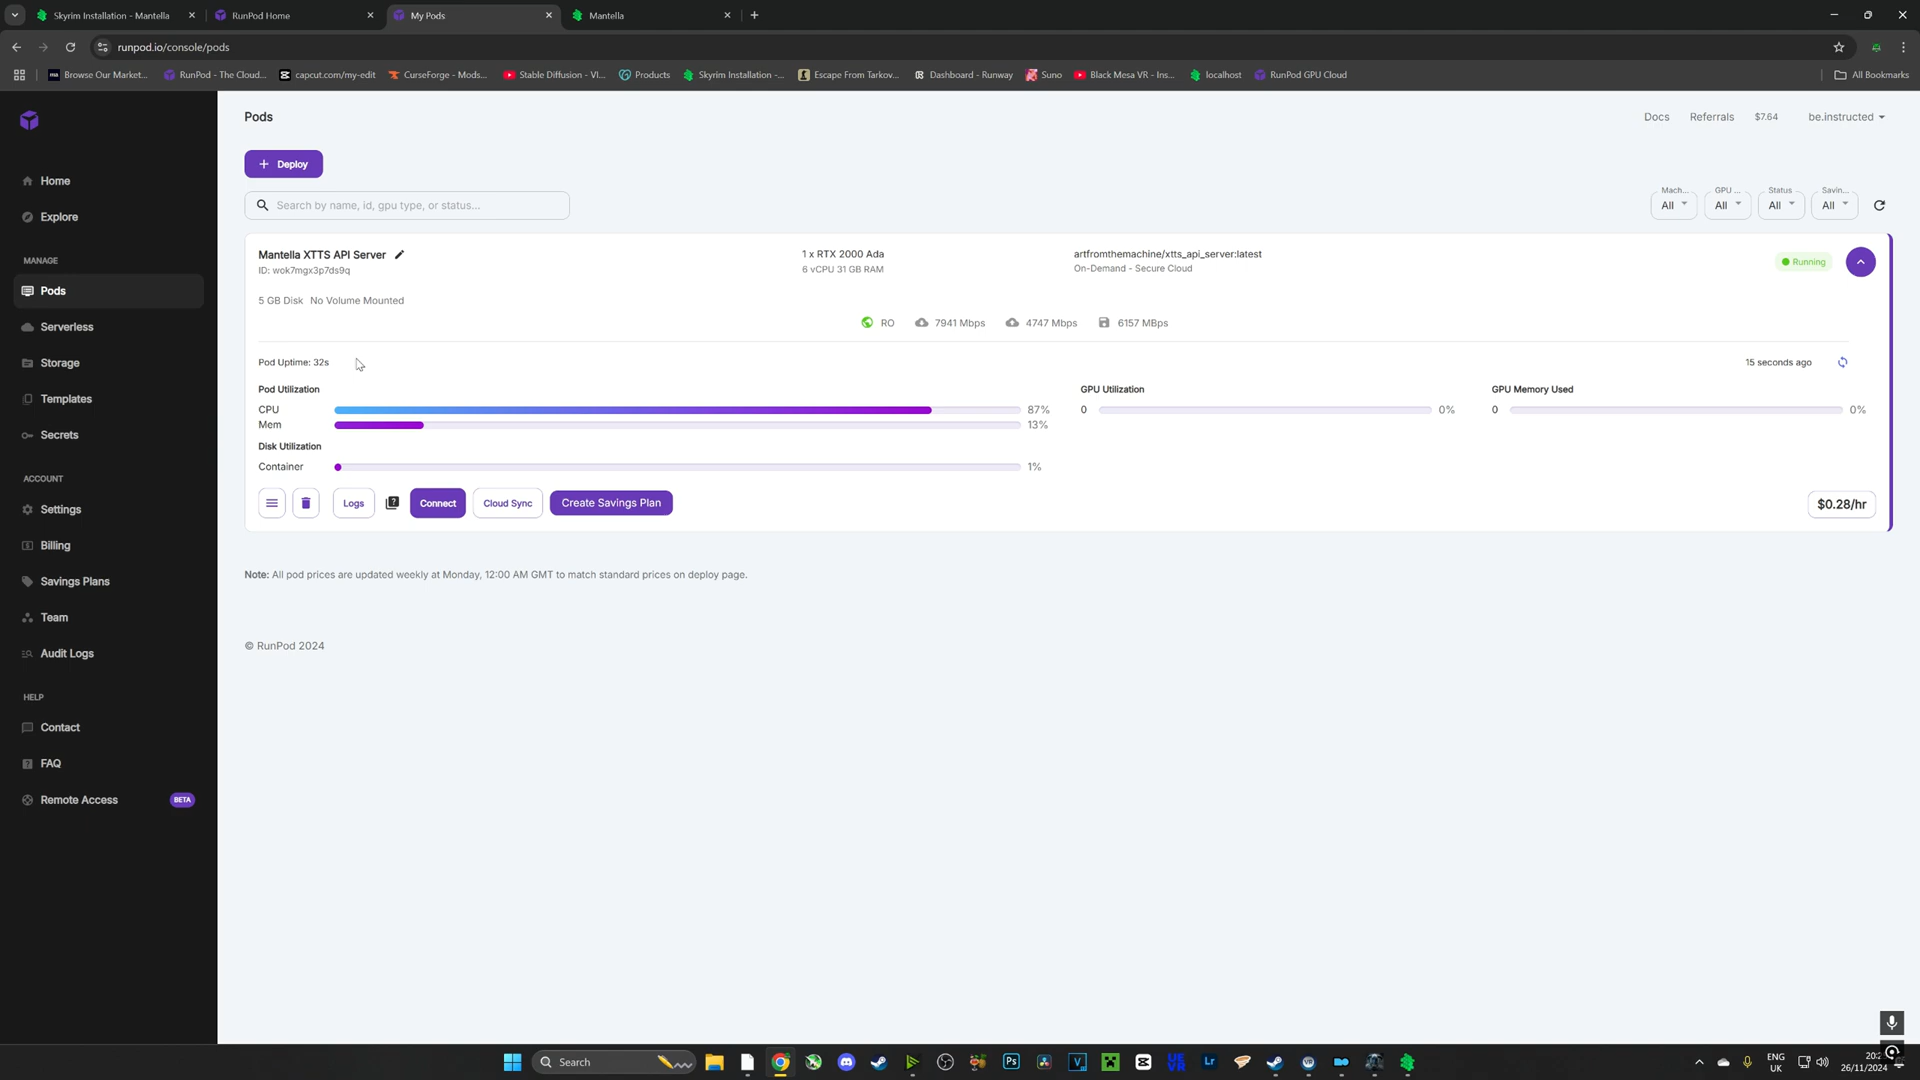 Skyrim Installation - Mantella
RunPod Home
My Pods
Mantella
runpod.io/console/pods
Browse Our Market...
RunPod - The Cloud...
capcut.com/my-edit
CurseForge - Mods...
Stable Diffusion - VI...
Products
Skyrim Installation -...
Escape From Tarkov...
Dashboard - Runway
Suno
Black Mesa VR - Ins...
localhost
RunPod GPU Cloud
All Bookmarks
Home
Explore
MANAGE
Pods
Serverless
Storage
Templates
Secrets
ACCOUNT
Settings
Billing
Savings Plans
Team
Audit Logs
HELP
Contact
FAQ
Remote Access BETA
Pods
Docs Referrals $7.64 be.instructed
+ Deploy
Search by name, id, gpu type, or status...
Mach... GPU ... Status Savin...
All All All All
Mantella XTTS API Server
ID: wok7mgx3p7ds9q
1 x RTX 2000 Ada
6 vCPU 31 GB RAM
artfromthemachine/xtts_api_server:latest
On-Demand - Secure Cloud
Running
5 GB Disk No Volume Mounted
RO 7941 Mbps 4747 Mbps 6157 MBps
Pod Uptime: 32s
15 seconds ago
Pod Utilization
CPU 87%
Mem 13%
Disk Utilization
Container 1%
GPU Utilization
0 0%
GPU Memory Used
0 0%
Logs Connect Cloud Sync Create Savings Plan
$0.28/hr
Note: All pod prices are updated weekly at Monday, 12:00 AM GMT to match standard prices on deploy page.
© RunPod 2024
Search
Ps
Lr
ENG
UK
26/11/2024